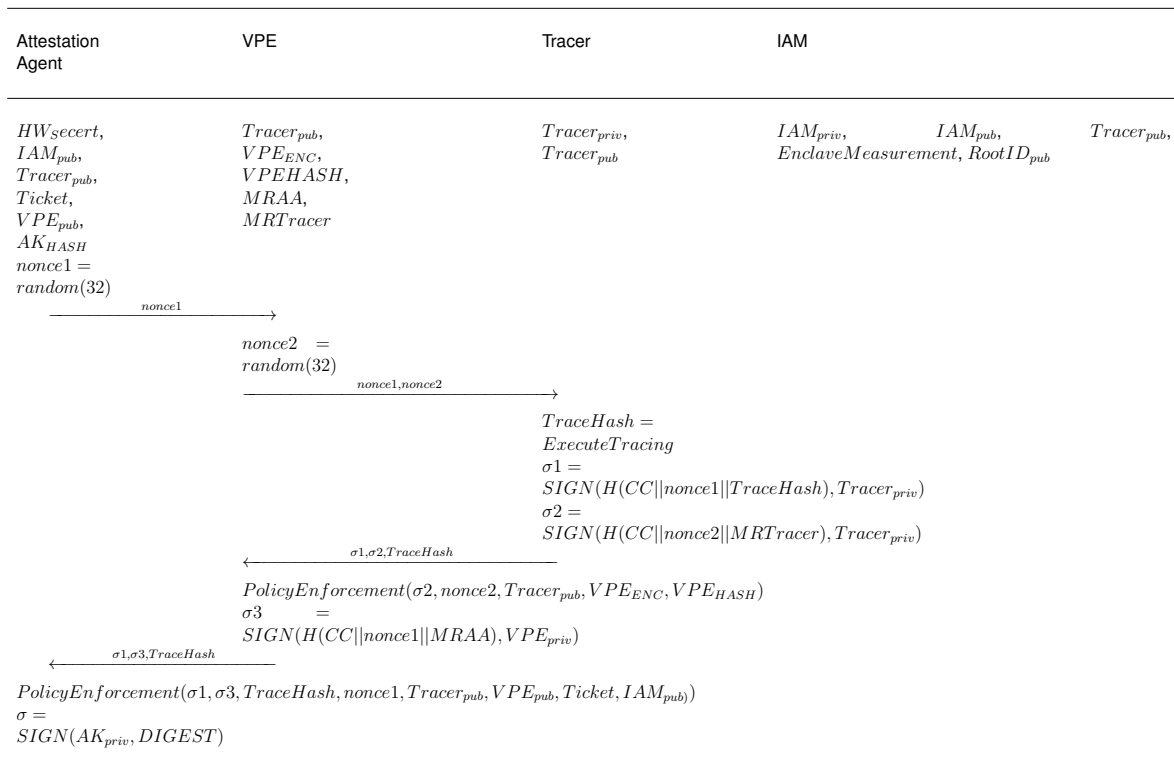 Attestation Agent VPE Tracer IAM
HW_Secert, Tracer_pub, Tracer_priv, IAM_priv, IAM_pub, Tracer_pub,
IAM_pub, VPE_ENC, Tracer_pub EnclaveMeasurement, RootID_pub
Tracer_pub, VPEHASH,
Ticket, MRAA,
VPE_pub, MRTracer
AK_HASH
nonce1 =
random(32)
nonce1
nonce2 =
random(32)
nonce1,nonce2
TraceHash =
ExecuteTracing
σ1 =
SIGN(H(CC||nonce1||TraceHash), Tracer_priv)
σ2 =
SIGN(H(CC||nonce2||MRTracer), Tracer_priv)
σ1,σ2,TraceHash
PolicyEnforcement(σ2, nonce2, Tracer_pub, VPE_ENC, VPE_HASH)
σ3 =
SIGN(H(CC||nonce1||MRAA), VPE_priv)
σ1,σ3,TraceHash
PolicyEnforcement(σ1, σ3, TraceHash, nonce1, Tracer_pub, VPE_pub, Ticket, IAM_pub))
σ =
SIGN(AK_priv, DIGEST)